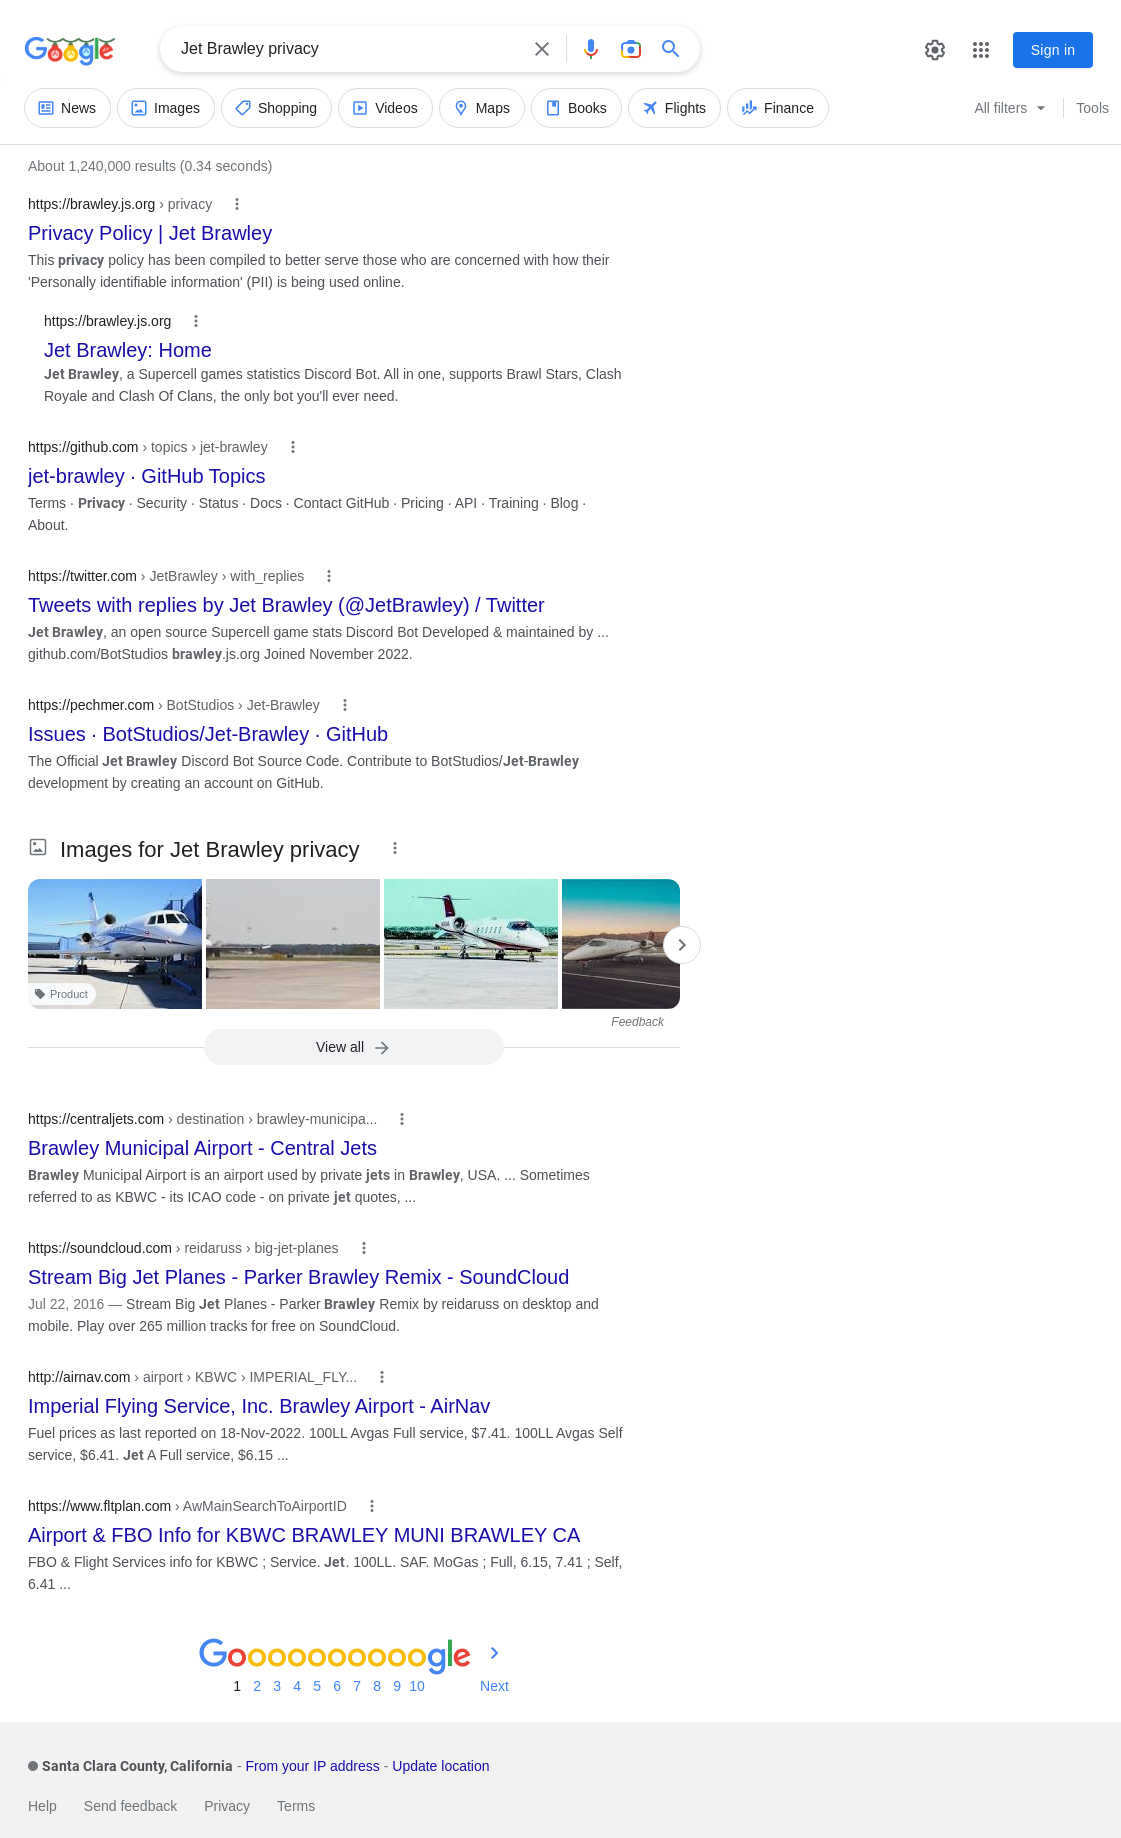 Google
Jet Brawley privacy
Sign in
News Images Shopping Videos Maps Books Flights Finance All filters Tools
About 1,240,000 results (0.34 seconds)
https://brawley.js.org › privacy
Privacy Policy | Jet Brawley
This privacy policy has been compiled to better serve those who are concerned with how their
'Personally identifiable information' (PII) is being used online.
https://brawley.js.org
Jet Brawley: Home
Jet Brawley, a Supercell games statistics Discord Bot. All in one, supports Brawl Stars, Clash
Royale and Clash Of Clans, the only bot you'll ever need.
https://github.com › topics › jet-brawley
jet-brawley · GitHub Topics
Terms · Privacy · Security · Status · Docs · Contact GitHub · Pricing · API · Training · Blog ·
About.
https://twitter.com › JetBrawley › with_replies
Tweets with replies by Jet Brawley (@JetBrawley) / Twitter
Jet Brawley, an open source Supercell game stats Discord Bot Developed & maintained by ...
github.com/BotStudios brawley.js.org Joined November 2022.
https://pechmer.com › BotStudios › Jet-Brawley
Issues · BotStudios/Jet-Brawley · GitHub
The Official Jet Brawley Discord Bot Source Code. Contribute to BotStudios/Jet-Brawley
development by creating an account on GitHub.
Images for Jet Brawley privacy
Product
Feedback
View all
https://centraljets.com › destination › brawley-municipa...
Brawley Municipal Airport - Central Jets
Brawley Municipal Airport is an airport used by private jets in Brawley, USA. ... Sometimes
referred to as KBWC - its ICAO code - on private jet quotes, ...
https://soundcloud.com › reidaruss › big-jet-planes
Stream Big Jet Planes - Parker Brawley Remix - SoundCloud
Jul 22, 2016 — Stream Big Jet Planes - Parker Brawley Remix by reidaruss on desktop and
mobile. Play over 265 million tracks for free on SoundCloud.
http://airnav.com › airport › KBWC › IMPERIAL_FLY...
Imperial Flying Service, Inc. Brawley Airport - AirNav
Fuel prices as last reported on 18-Nov-2022. 100LL Avgas Full service, $7.41. 100LL Avgas Self
service, $6.41. Jet A Full service, $6.15 ...
https://www.fltplan.com › AwMainSearchToAirportID
Airport & FBO Info for KBWC BRAWLEY MUNI BRAWLEY CA
FBO & Flight Services info for KBWC ; Service. Jet. 100LL. SAF. MoGas ; Full, 6.15, 7.41 ; Self,
6.41 ...
Goooooooooogle
1 2 3 4 5 6 7 8 9 10 Next
Santa Clara County, California - From your IP address - Update location
Help Send feedback Privacy Terms